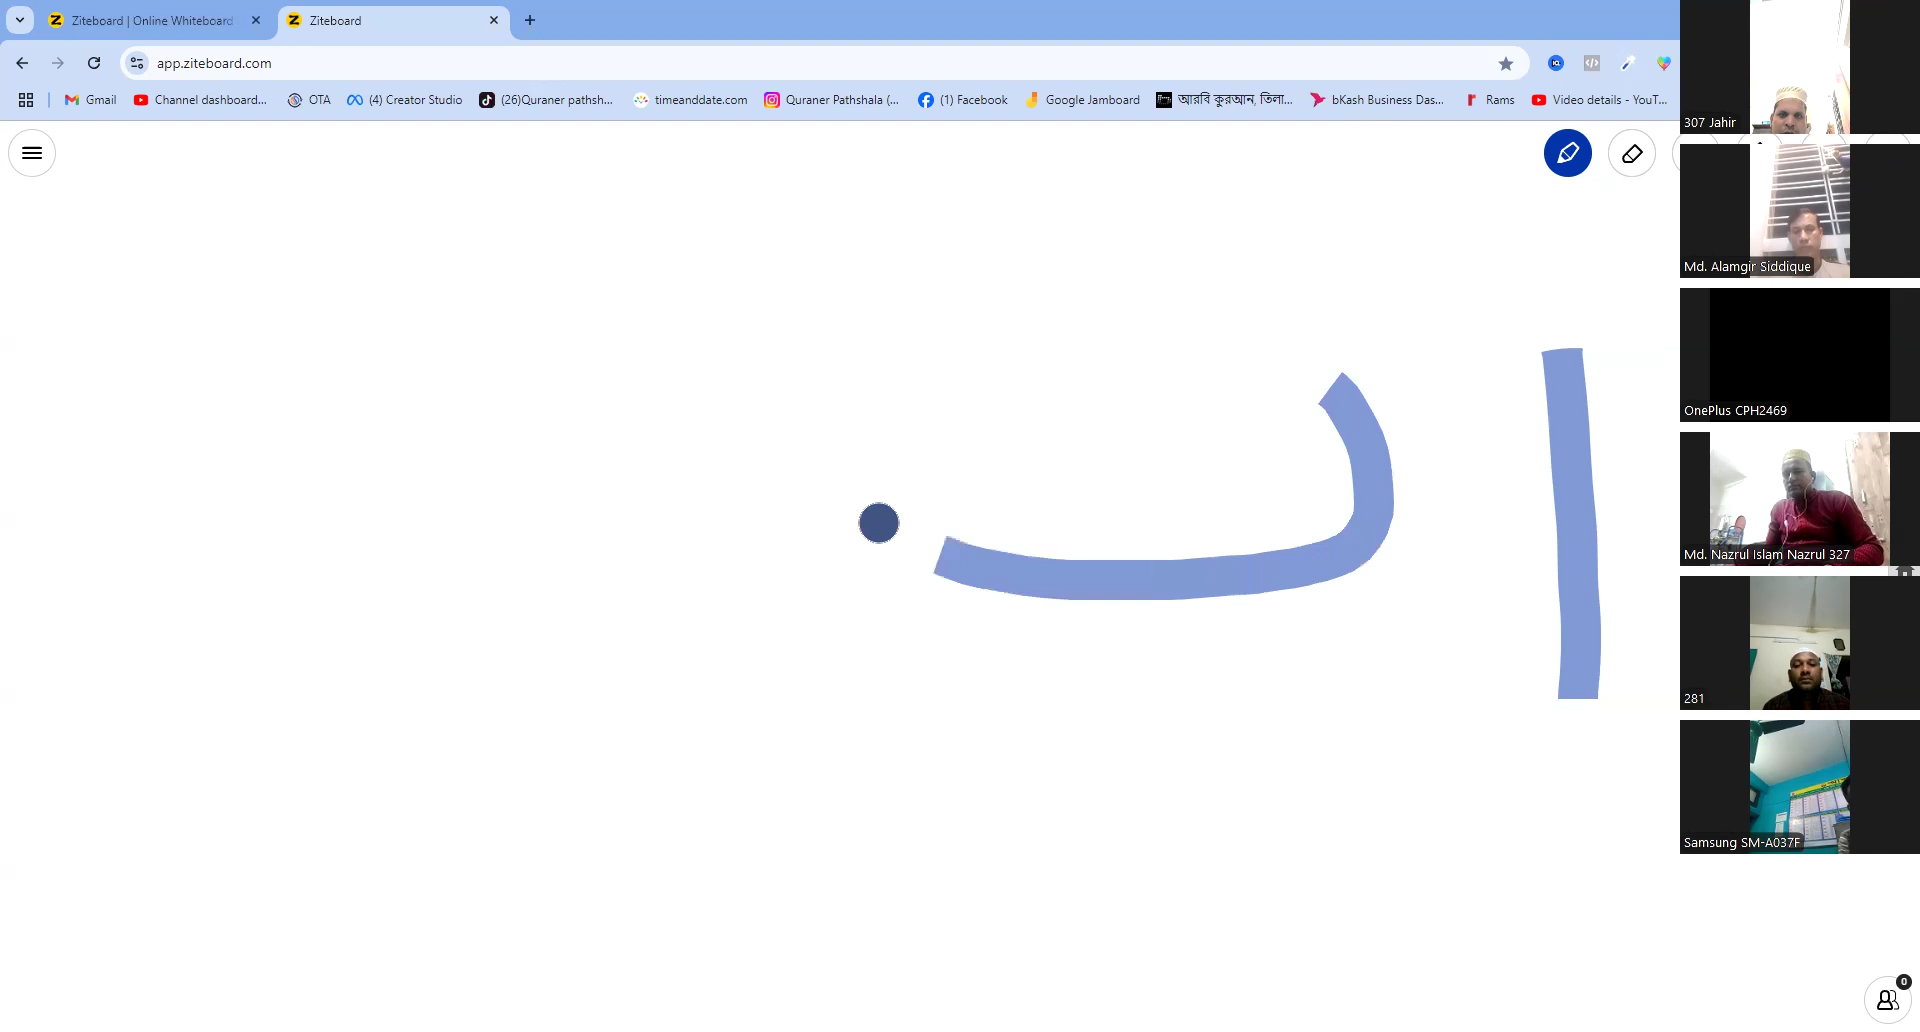 Ziteboard | Online Whiteboard
Ziteboard
app.ziteboard.com
Gmail
Channel dashboard...
OTA
(4) Creator Studio
(26)Quraner pathsh...
timeanddate.com
Quraner Pathshala (...
(1) Facebook
Google Jamboard
আরবি কুরআন, তিলা...
bKash Business Das...
Rams
Video details - YouT...
307 Jahir
Md. Alamgir Siddique
OnePlus CPH2469
Md. Nazrul Islam Nazrul 327
281
Samsung SM-A037F
0